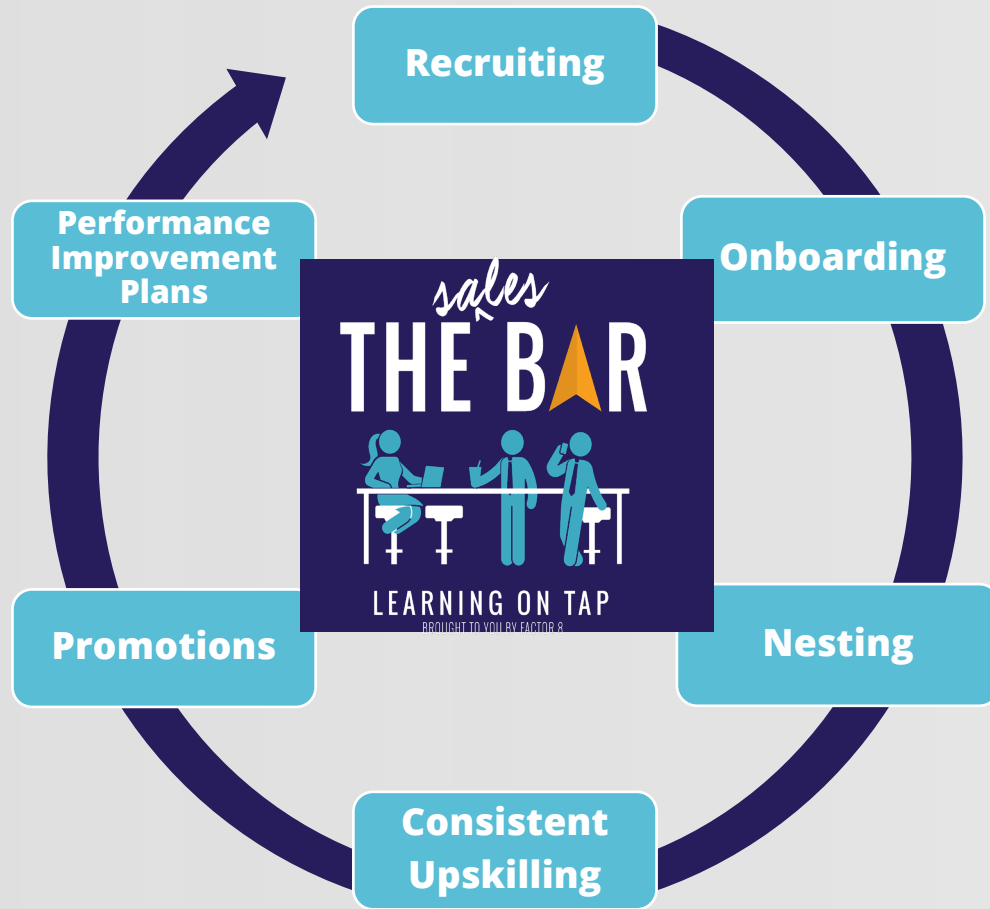 Recruiting
Onboarding
Nesting
Consistent
Upskilling
Promotions
Performance
Improvement
Plans
sales
THE ^ BAR
LEARNING ON TAP
BROUGHT TO YOU BY FACTOR 8